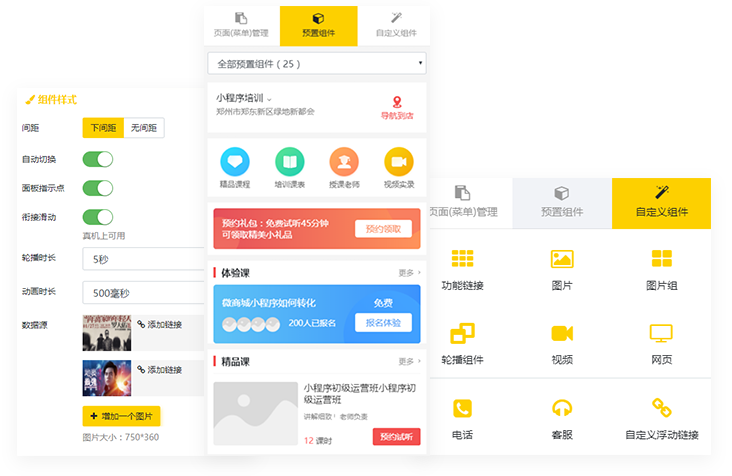 组件样式
间距
下间距
无间距
自动切换
面板指示点
衔接滑动
真机上可用
轮播时长
5秒
动画时长
500毫秒
数据源
添加链接
添加链接
+ 增加一个图片
图片大小：750*360
页面(菜单)管理
预置组件
自定义组件
全部预置组件（25）
小程序培训
郑州市郑东新区绿地新都会
导航到店
精品课程
培训课表
授课老师
视频实录
预约礼包：免费试听45分钟
可领取精美小礼品
预约领取
体验课
更多
微商城小程序如何转化
免费
200人已报名
报名体验
精品课
更多
小程序初级运营班小程序初
级运营班
讲解细致！老师负责
12 课时
预约试听
页面(菜单)管理
预置组件
自定义组件
功能链接
图片
图片组
轮播组件
视频
网页
电话
客服
自定义浮动链接